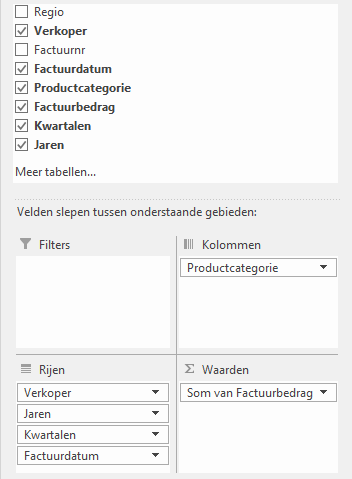 Regio
Verkoper
Factuurnr
Factuurdatum
Productcategorie
Factuurbedrag
Kwartalen
Jaren
Meer tabellen...
Velden slepen tussen onderstaande gebieden:
Filters
Kolommen
Productcategorie
Rijen
Waarden
Verkoper
Som van Factuurbedrag
Jaren
Kwartalen
Factuurdatum